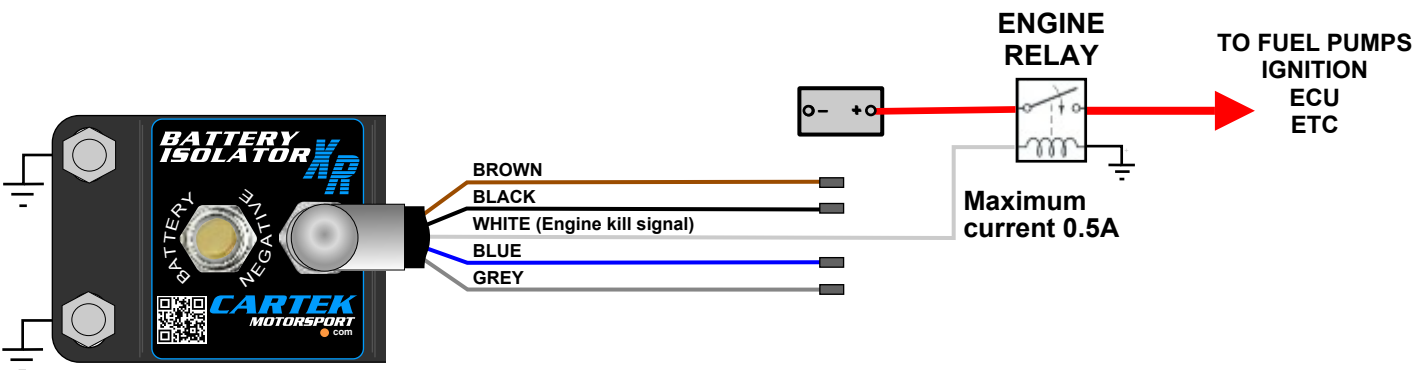 ENGINE
RELAY
TO FUEL PUMPS
IGNITION
ECU
ETC
- +
BATTERY
ISOLATOR XR
BATTERY NEGATIVE
CARTEK
MOTORSPORT
com
BROWN
BLACK
WHITE (Engine kill signal)
BLUE
GREY
Maximum
current 0.5A